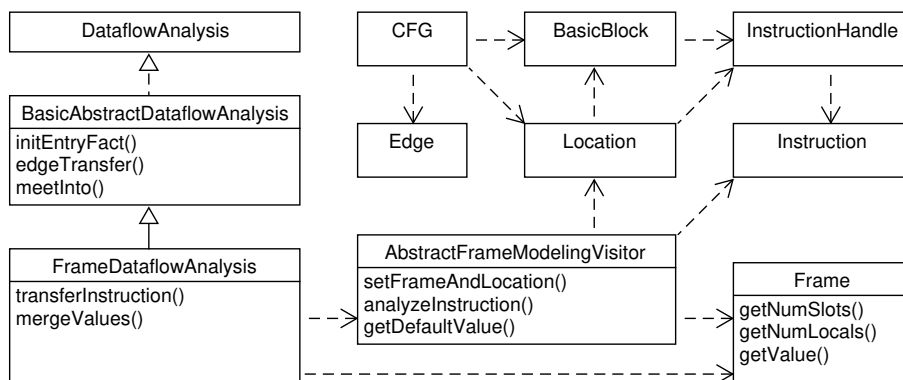 DataflowAnalysis
CFG
BasicBlock
InstructionHandle
BasicAbstractDataflowAnalysis
initEntryFact()
edgeTransfer()
meetInto()
Edge
Location
Instruction
FrameDataflowAnalysis
transferInstruction()
mergeValues()
AbstractFrameModelingVisitor
setFrameAndLocation()
analyzeInstruction()
getDefaultValue()
Frame
getNumSlots()
getNumLocals()
getValue()